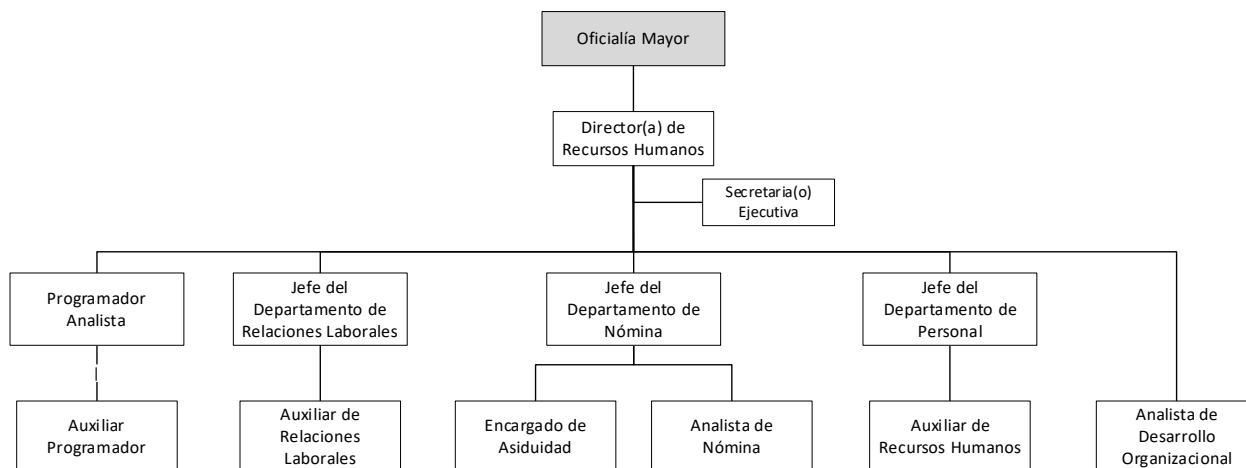 Oficialía Mayor
Director(a) de
Recursos Humanos
Secretaria(o)
Ejecutiva
Programador
Analista
Jefe del
Departamento de
Relaciones Laborales
Jefe del
Departamento de
Nómina
Jefe del
Departamento de
Personal
Auxiliar
Programador
Auxiliar de
Relaciones
Laborales
Encargado de
Asiduidad
Analista de
Nómina
Auxiliar de
Recursos Humanos
Analista de
Desarrollo
Organizacional